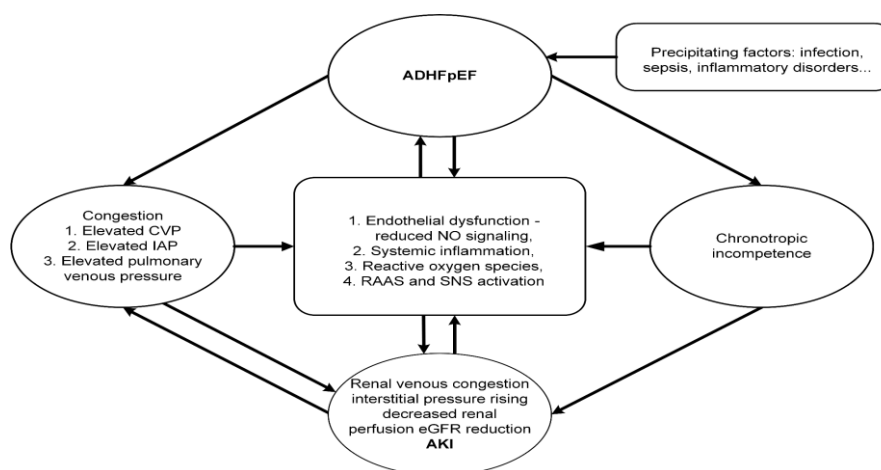 Precipitating factors: infection,
sepsis, inflammatory disorders...
ADHFpEF
Congestion
1. Elevated CVP
2. Elevated IAP
3. Elevated pulmonary
venous pressure
1. Endothelial dysfunction -
reduced NO signaling,
2. Systemic inflammation,
3. Reactive oxygen species,
4. RAAS and SNS activation
Chronotropic
incompetence
Renal venous congestion
interstitial pressure rising
decreased renal
perfusion eGFR reduction
AKI